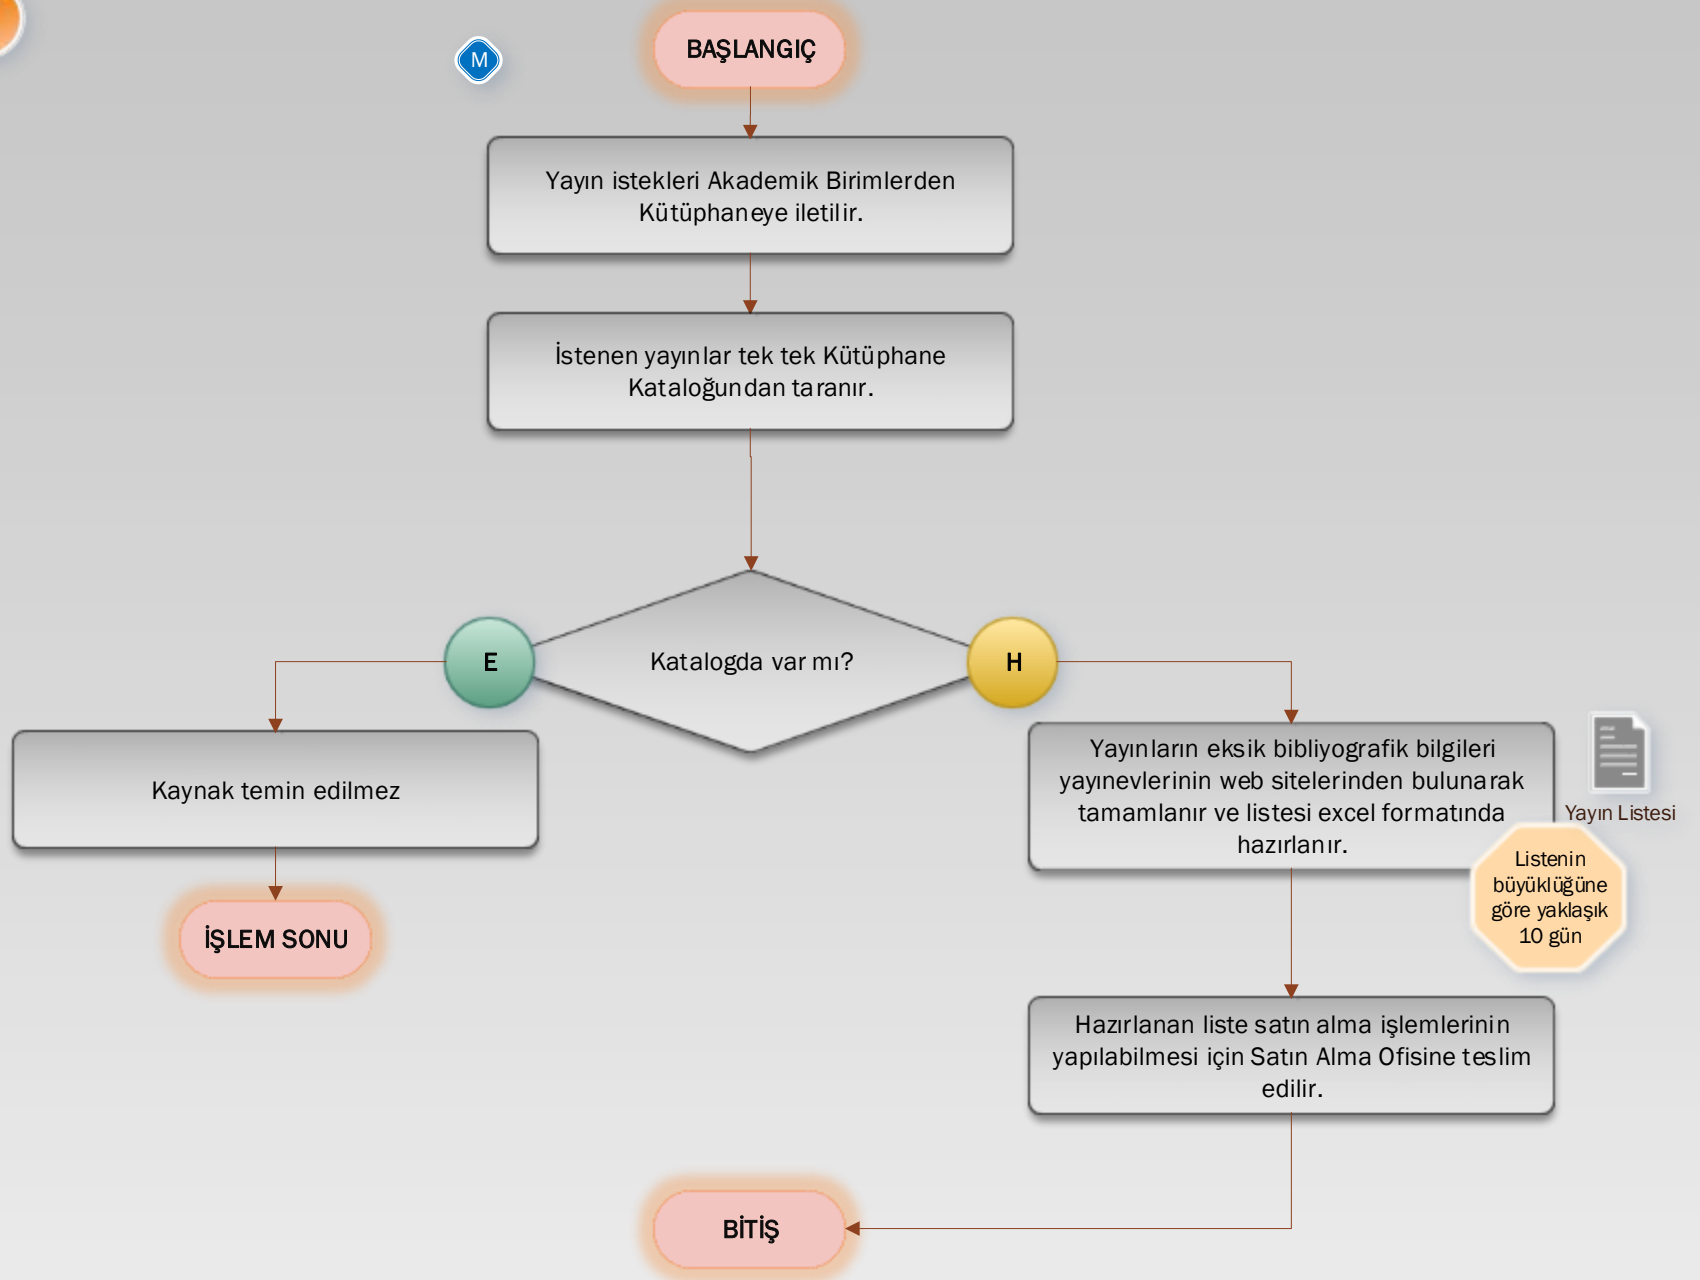 M
BAŞLANGIÇ
Yayın istekleri Akademik Birimlerden
Kütüphaneye iletilir.
İstenen yayınlar tek tek Kütüphane
Kataloğundan taranır.
E
Katalogda var mı?
H
Kaynak temin edilmez
İŞLEM SONU
Yayınların eksik bibliyografik bilgileri
yayınevlerinin web sitelerinden bulunarak
tamamlanır ve listesi excel formatında
hazırlanır.
Yayın Listesi
Listenin
büyüklüğüne
göre yaklaşık
10 gün
Hazırlanan liste satın alma işlemlerinin
yapılabilmesi için Satın Alma Ofisine teslim
edilir.
BİTİŞ